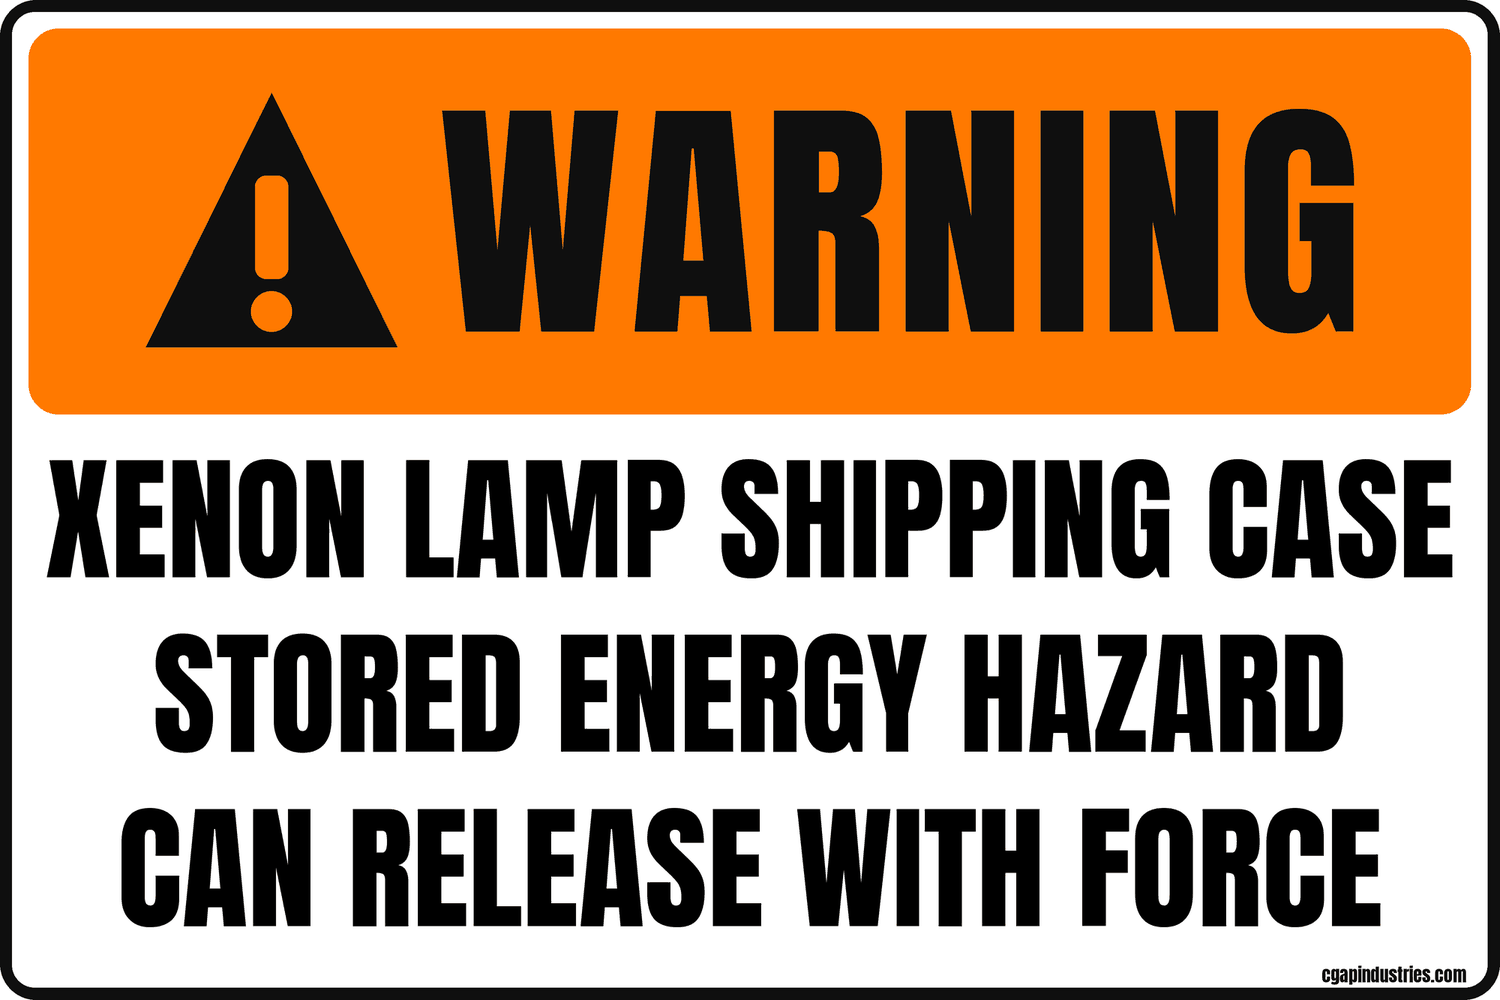 WARNING
XENON LAMP SHIPPING CASE
STORED ENERGY HAZARD
CAN RELEASE WITH FORCE
cgapindustries.com